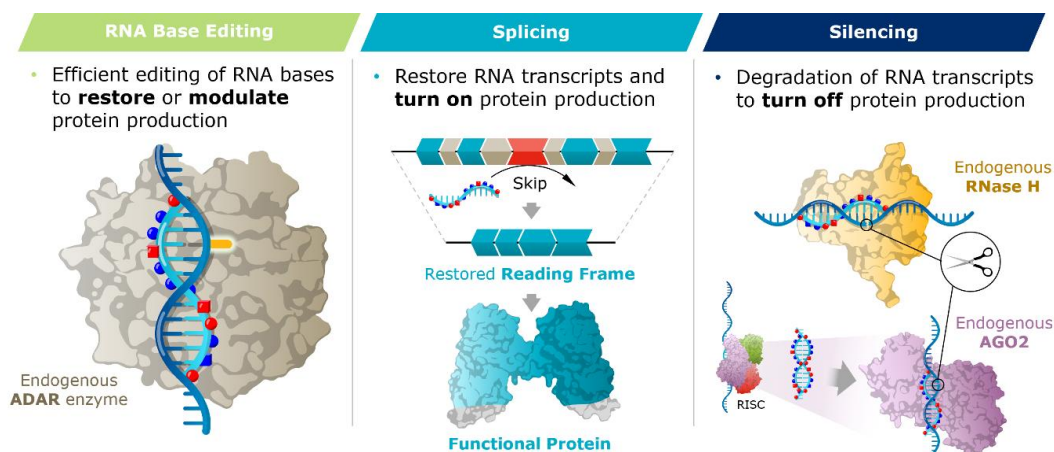 RNA Base Editing
• Efficient editing of RNA bases
to restore or modulate
protein production
Endogenous
ADAR enzyme
Splicing
• Restore RNA transcripts and
turn on protein production
Skip
Restored Reading Frame
Functional Protein
Silencing
• Degradation of RNA transcripts
to turn off protein production
Endogenous
RNase H
Endogenous
AGO2
RISC